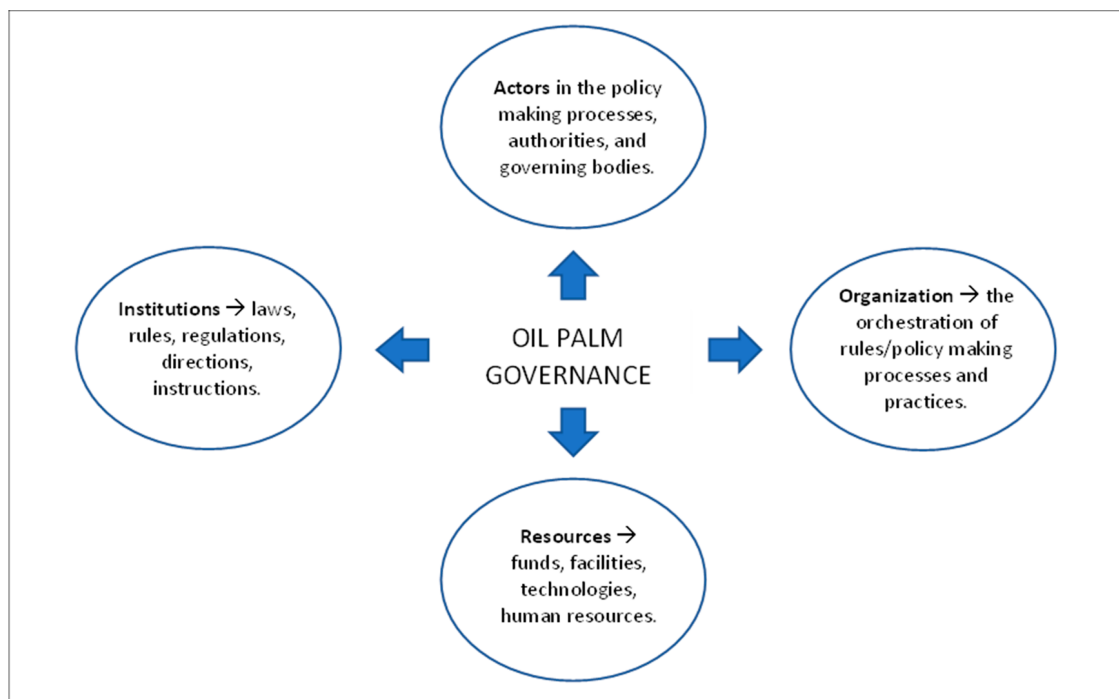 Actors in the policy
making processes,
authorities, and
governing bodies.
Institutions → laws,
rules, regulations,
directions,
instructions.
OIL PALM
GOVERNANCE
Organization → the
orchestration of
rules/policy making
processes and
practices.
Resources →
funds, facilities,
technologies,
human resources.